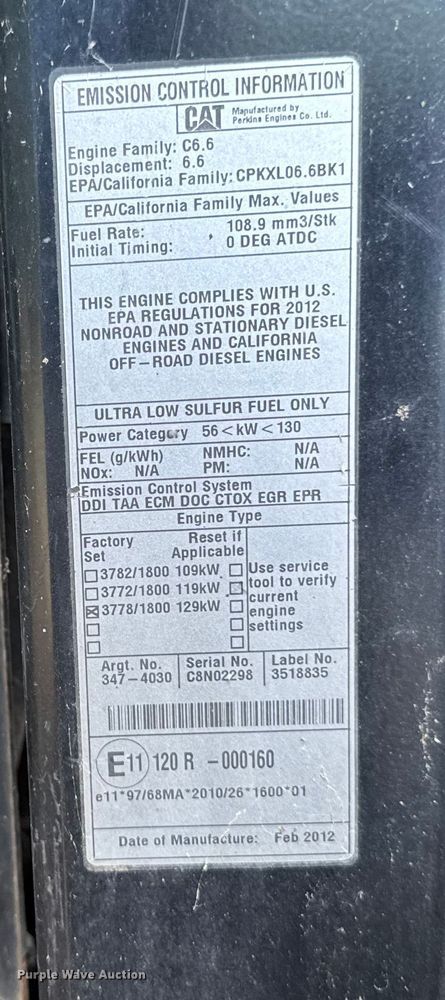 EMISSION CONTROL INFORMATION
CAT Manufactured by
Perkins Engines Co. Ltd.
Engine Family: C6.6
Displacement: 6.6
EPA/California Family: CPKXL06.6BK1
EPA/California Family Max. Values
Fuel Rate: 108.9 mm3/Stk
Initial Timing: 0 DEG ATDC
THIS ENGINE COMPLIES WITH U.S.
EPA REGULATIONS FOR 2012
NONROAD AND STATIONARY DIESEL
ENGINES AND CALIFORNIA
OFF-ROAD DIESEL ENGINES
ULTRA LOW SULFUR FUEL ONLY
Power Category 56<kW<130
FEL (g/kWh) NMHC: N/A
NOx: N/A PM: N/A
Emission Control System
DDI TAA ECM DOC CTOX EGR EPR
Engine Type
Factory Set Reset if Applicable
3782/1800 109kW Use service
3772/1800 119kW tool to verify
current
3778/1800 129kW engine
settings
Argt. No. Serial No. Label No.
347-4030 C8N02298 3518835
E11 120 R -000160
e11*97/68MA*2010/26*1600*01
Date of Manufacture: Feb 2012
Purple Wave Auction